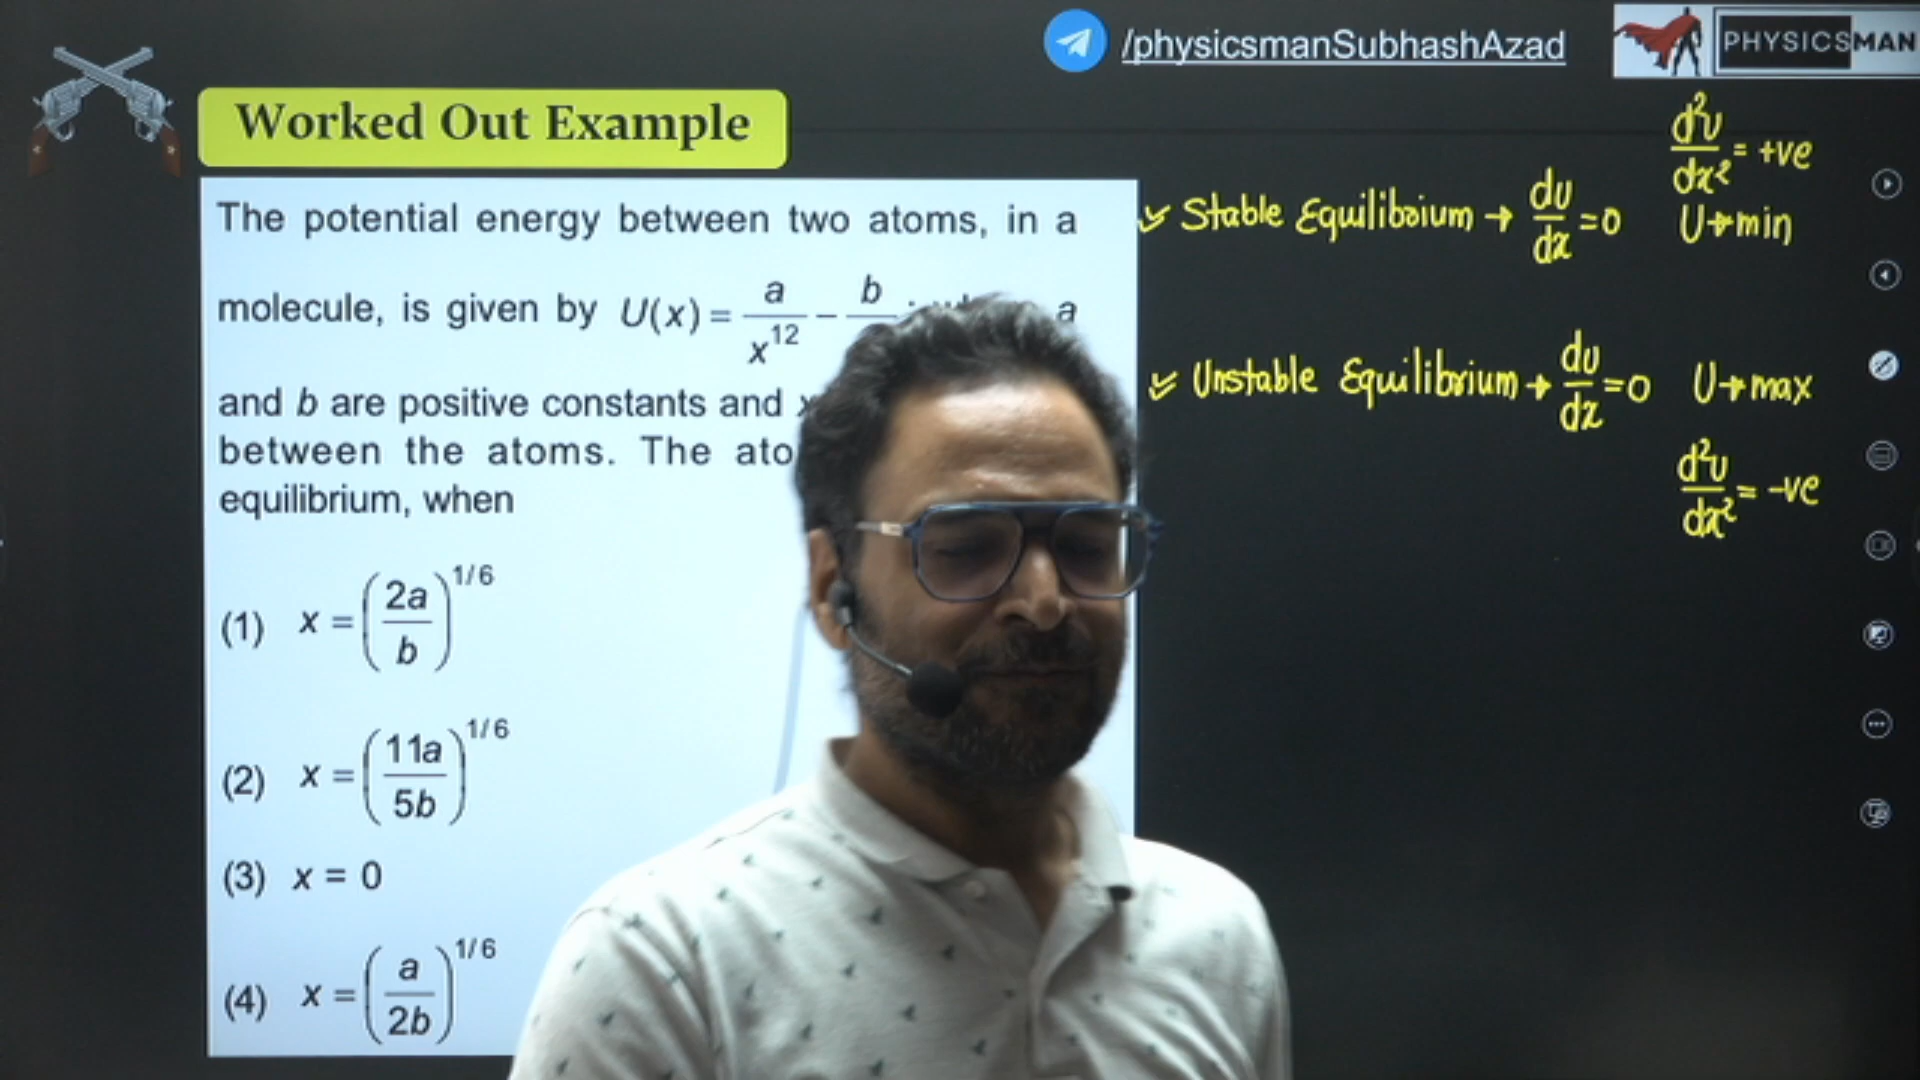 /physicsmanSubhashAzad
PHYSICSMAN
Worked Out Example
The potential energy between two atoms, in a
molecule, is given by U(x) = a/x^12 − b/ a
and b are positive constants and
between the atoms. The
equilibrium, when
(1) x = (2a/b)^1/6
(2) x = (11a/5b)^1/6
(3) x = 0
(4) x = (a/2b)^1/6
d²U/dx² = +ve
Stable Equilibrium → dU/dx = 0 U→min
Unstable Equilibrium → dU/dx = 0 U→max
d²U/dx² = -ve